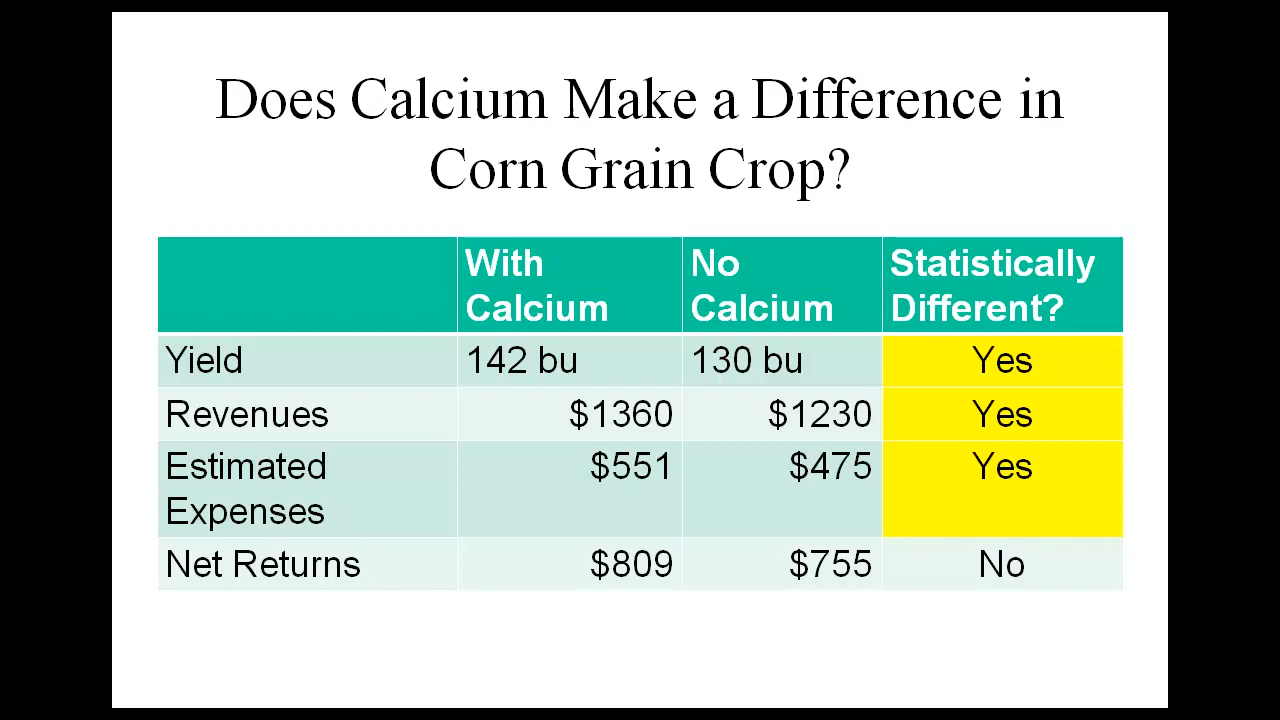 Does Calcium Make a Difference in
Corn Grain Crop?
With Calcium No Calcium Statistically Different?
Yield 142 bu 130 bu Yes
Revenues $1360 $1230 Yes
Estimated Expenses $551 $475 Yes
Net Returns $809 $755 No